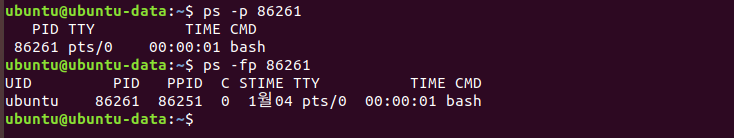 ubuntu@ubuntu-data:~$ ps -p 86261
PID TTY TIME CMD
86261 pts/0 00:00:01 bash
ubuntu@ubuntu-data:~$ ps -fp 86261
UID PID PPID C STIME TTY TIME CMD
ubuntu 86261 86251 0 1월04 pts/0 00:00:01 bash
ubuntu@ubuntu-data:~$